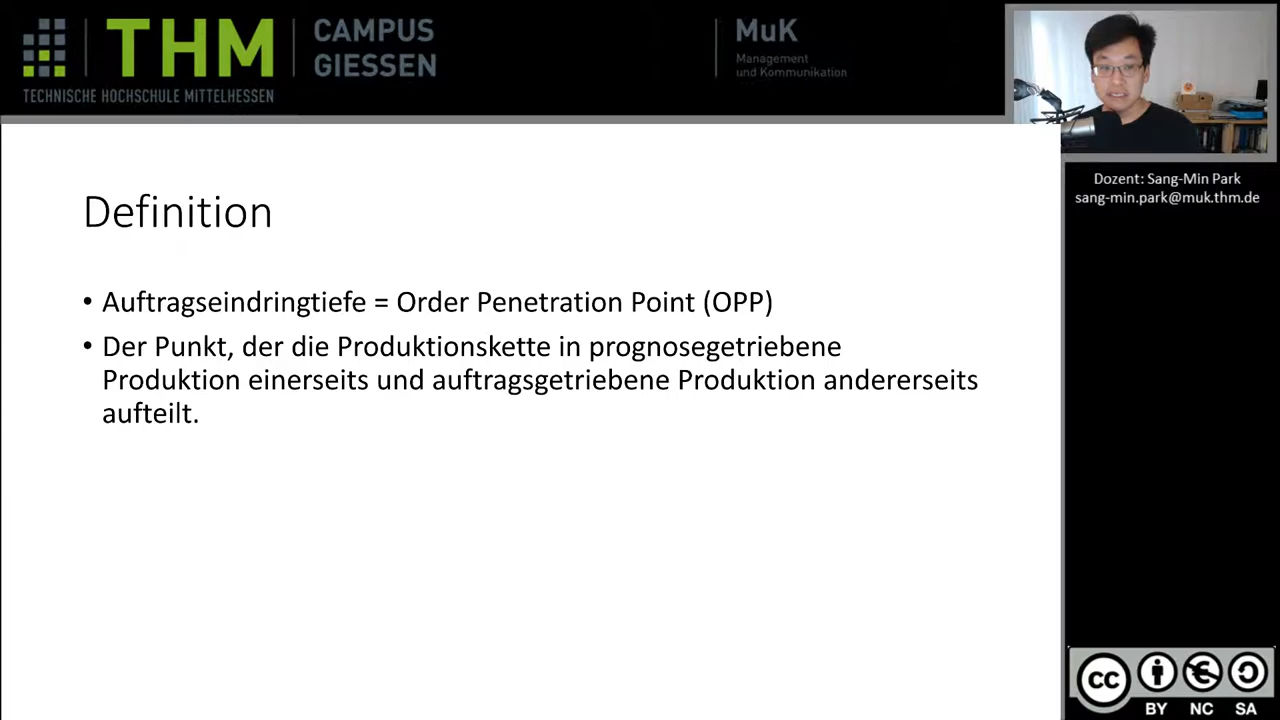 THM
CAMPUS
GIESSEN
TECHNISCHE HOCHSCHULE MITTELHESSEN
MuK
Management
und Kommunikation
Dozent: Sang-Min Park
sang-min.park@muk.thm.de
Definition
• Auftragseindringtiefe = Order Penetration Point (OPP)
• Der Punkt, der die Produktionskette in prognosegetriebene
Produktion einerseits und auftragsgetriebene Produktion andererseits
aufteilt.
cc
BY NC SA